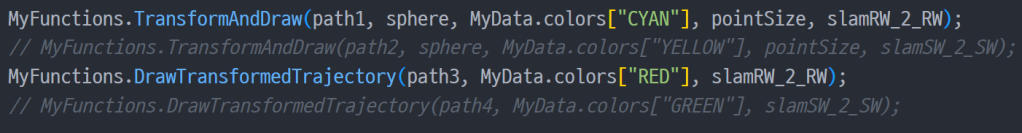 MyFunctions.TransformAndDraw(path1, sphere, MyData.colors["CYAN"], pointSize, slamRW_2_RW);
// MyFunctions.TransformAndDraw(path2, sphere, MyData.colors["YELLOW"], pointSize, slamSW_2_SW);
MyFunctions.DrawTransformedTrajectory(path3, MyData.colors["RED"], slamRW_2_RW);
// MyFunctions.DrawTransformedTrajectory(path4, MyData.colors["GREEN"], slamSW_2_SW);